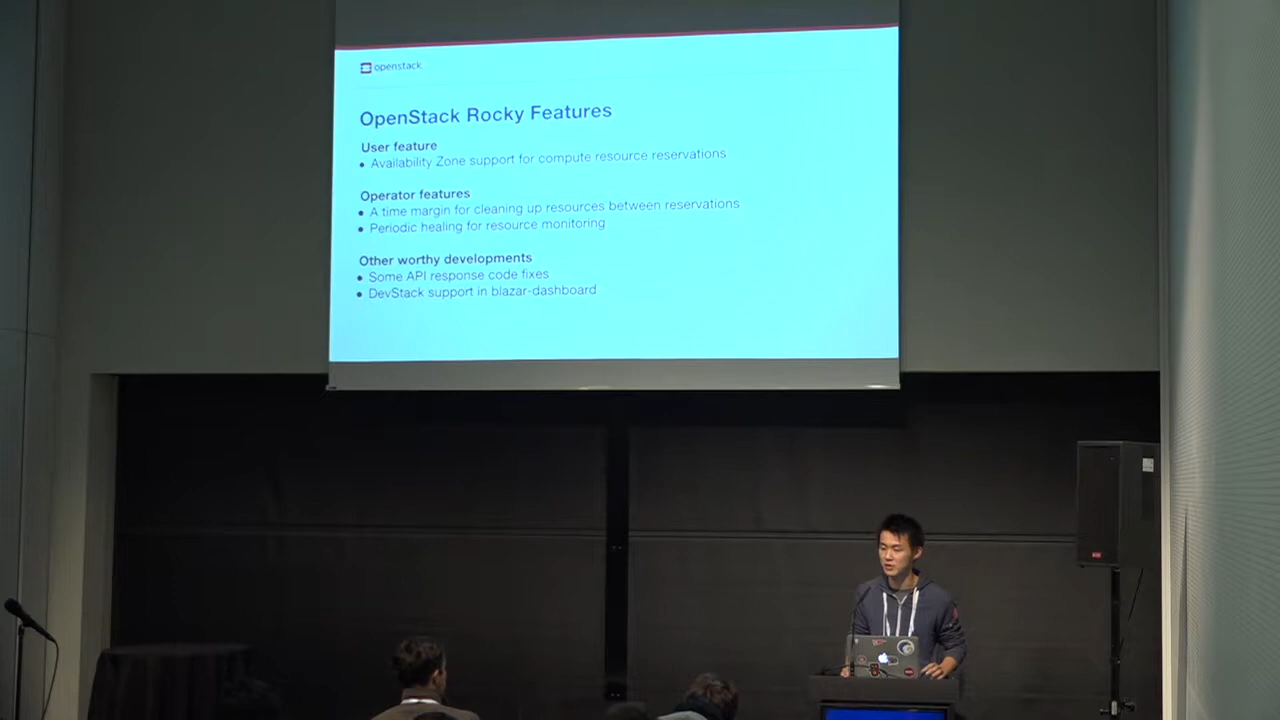 openstack.
OpenStack Rocky Features
User feature
• Availability Zone support for compute resource reservations
Operator features
• A time margin for cleaning up resources between reservations
• Periodic healing for resource monitoring
Other worthy developments
• Some API response code fixes
• DevStack support in blazar-dashboard